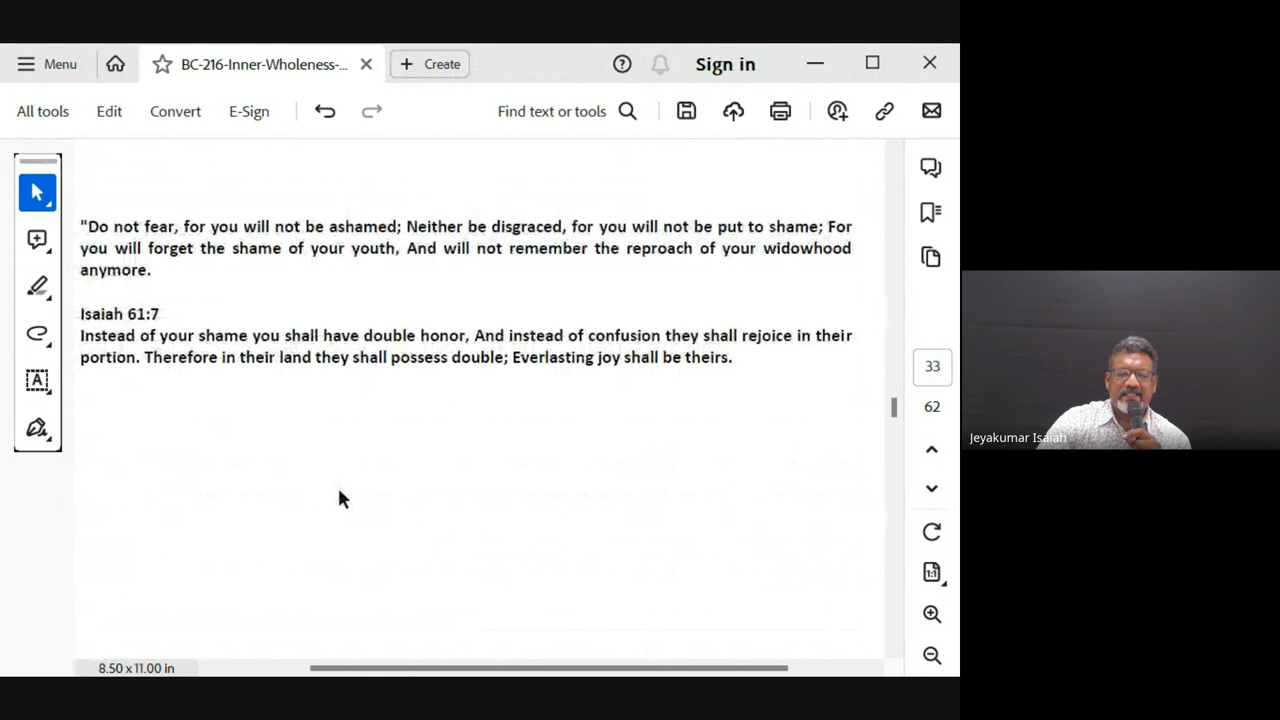 Menu
BC-216-Inner-Wholeness-...
Create
Sign in
All tools
Edit
Convert
E-Sign
Find text or tools
"Do not fear, for you will not be ashamed; Neither be disgraced, for you will not be put to shame; For
you will forget the shame of your youth, And will not remember the reproach of your widowhood
anymore.
Isaiah 61:7
Instead of your shame you shall have double honor, And instead of confusion they shall rejoice in their
portion. Therefore in their land they shall possess double; Everlasting joy shall be theirs.
33
62
1:1
8.50 x 11.00 in
Jeyakumar Isaiah